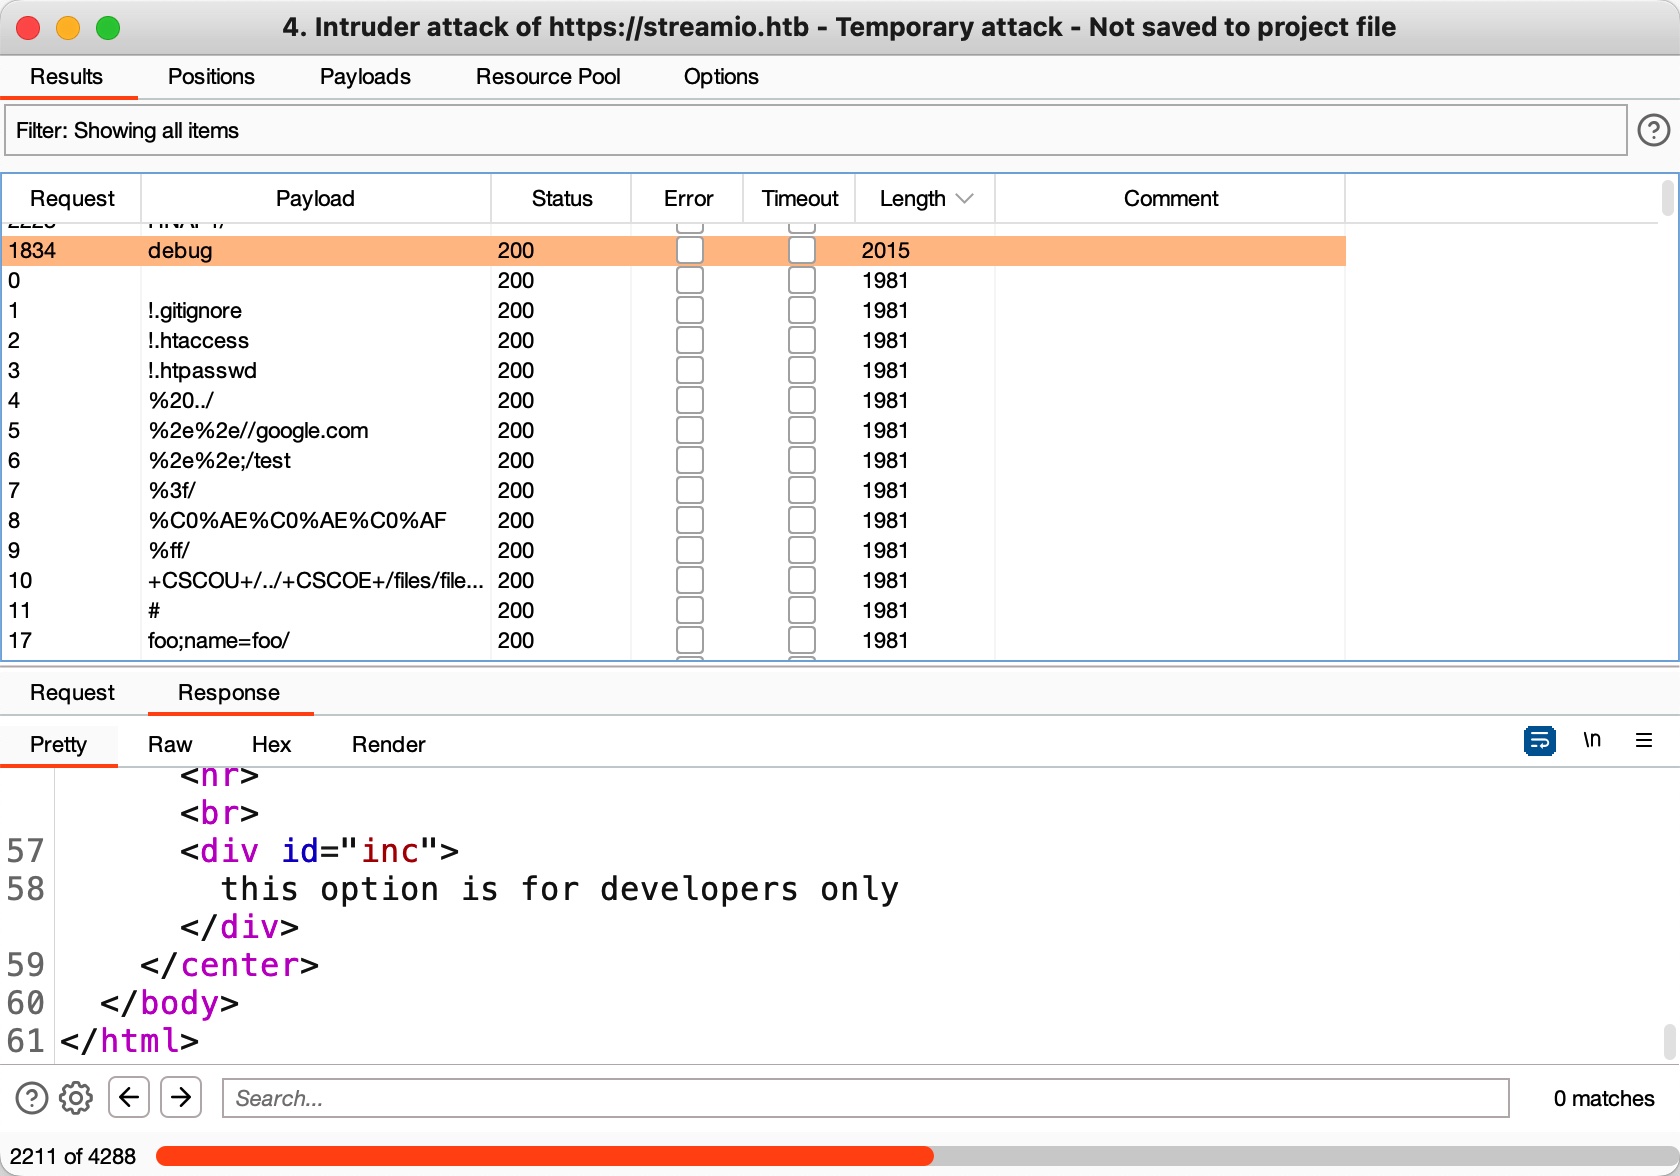 4. Intruder attack of https://streamio.htb - Temporary attack - Not saved to project file
Results Positions Payloads Resource Pool Options
Filter: Showing all items
Request Payload Status Error Timeout Length Comment
1834 debug 200 2015
0 200 1981
1 !.gitignore 200 1981
2 !.htaccess 200 1981
3 !.htpasswd 200 1981
4 %20../ 200 1981
5 %2e%2e//google.com 200 1981
6 %2e%2e;/test 200 1981
7 %3f/ 200 1981
8 %C0%AE%C0%AE%C0%AF 200 1981
9 %ff/ 200 1981
10 +CSCOU+/../+CSCOE+/files/file... 200 1981
11 # 200 1981
17 foo;name=foo/ 200 1981
Request Response
Pretty Raw Hex Render \n
<hr>
<br>
57 <div id="inc">
58 this option is for developers only
</div>
59 </center>
60 </body>
61 </html>
Search... 0 matches
2211 of 4288